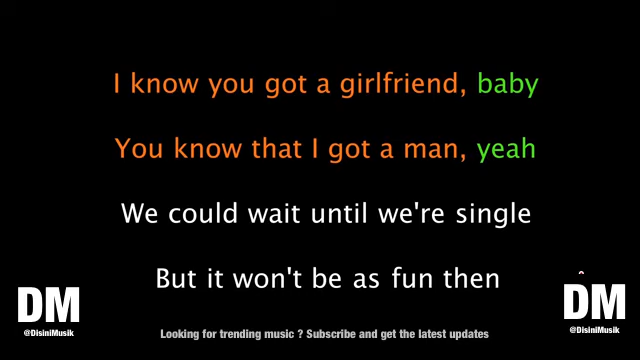 I know you got a girlfriend, baby
You know that I got a man, yeah
We could wait until we're single
But it won't be as fun then
DM
@DisiniMusik
DM
@DisiniMusik
Looking for trending music ? Subscribe and get the latest updates